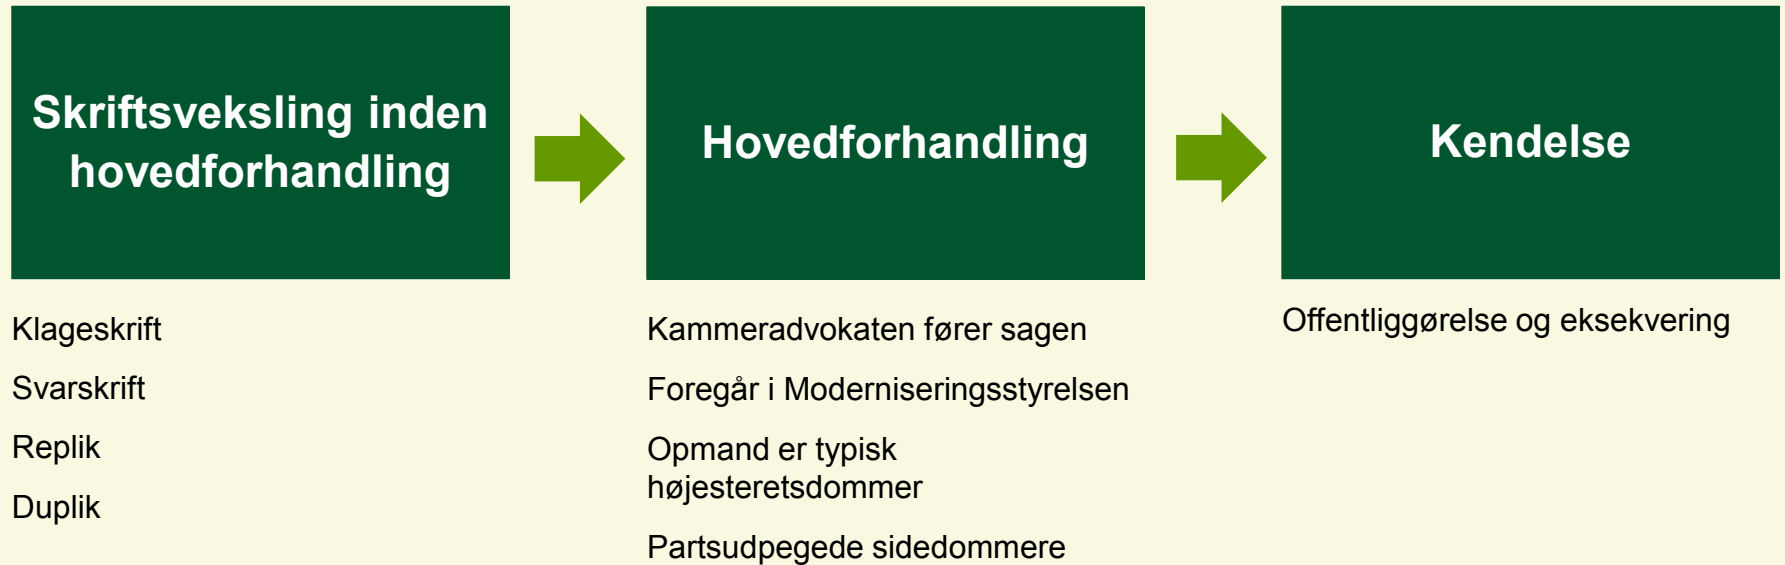 Skriftsveksling inden
hovedforhandling
Klageskrift
Svarskrift
Replik
Duplik
Hovedforhandling
Kammeradvokaten fører sagen
Foregår i Moderniseringsstyrelsen
Opmand er typisk
højesteretsdommer
Partsudpegede sidedommere
Kendelse
Offentliggørelse og eksekvering